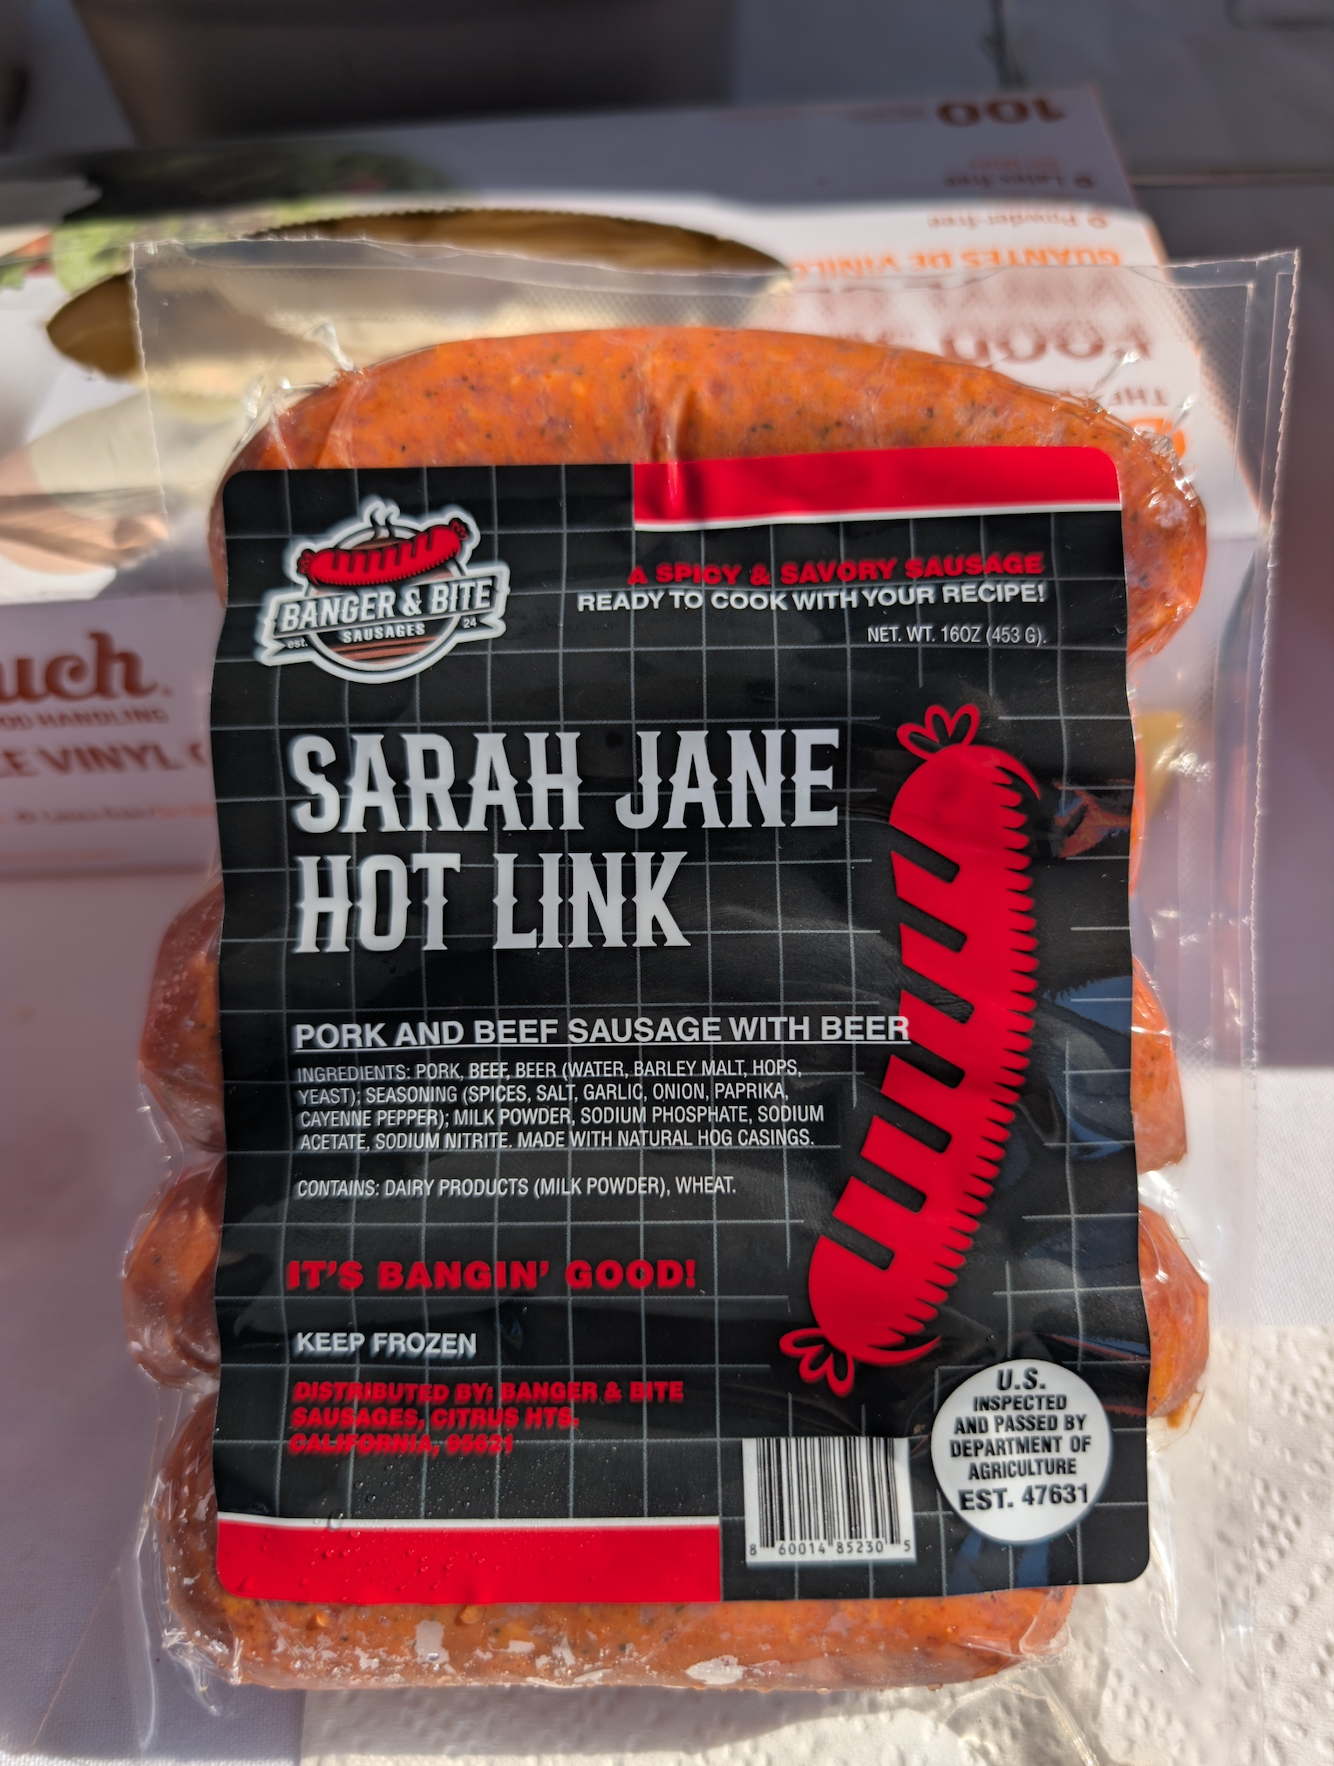 100
Latex-free
Powder-free
GUANTES DE VINIL
FOOD
uch.
OD HANDLING
E VINYL
BANGER & BITE
SAUSAGES
est. 24
A SPICY & SAVORY SAUSAGE
READY TO COOK WITH YOUR RECIPE!
NET. WT. 16OZ (453 G).
SARAH JANE
HOT LINK
PORK AND BEEF SAUSAGE WITH BEER
INGREDIENTS: PORK, BEEF, BEER (WATER, BARLEY MALT, HOPS,
YEAST); SEASONING (SPICES, SALT, GARLIC, ONION, PAPRIKA,
CAYENNE PEPPER); MILK POWDER, SODIUM PHOSPHATE, SODIUM
ACETATE, SODIUM NITRITE. MADE WITH NATURAL HOG CASINGS.
CONTAINS: DAIRY PRODUCTS (MILK POWDER), WHEAT.
IT'S BANGIN' GOOD!
KEEP FROZEN
DISTRIBUTED BY: BANGER & BITE
SAUSAGES, CITRUS HTS.
CALIFORNIA, 95621
8 60014 85230 5
U.S.
INSPECTED
AND PASSED BY
DEPARTMENT OF
AGRICULTURE
EST. 47631